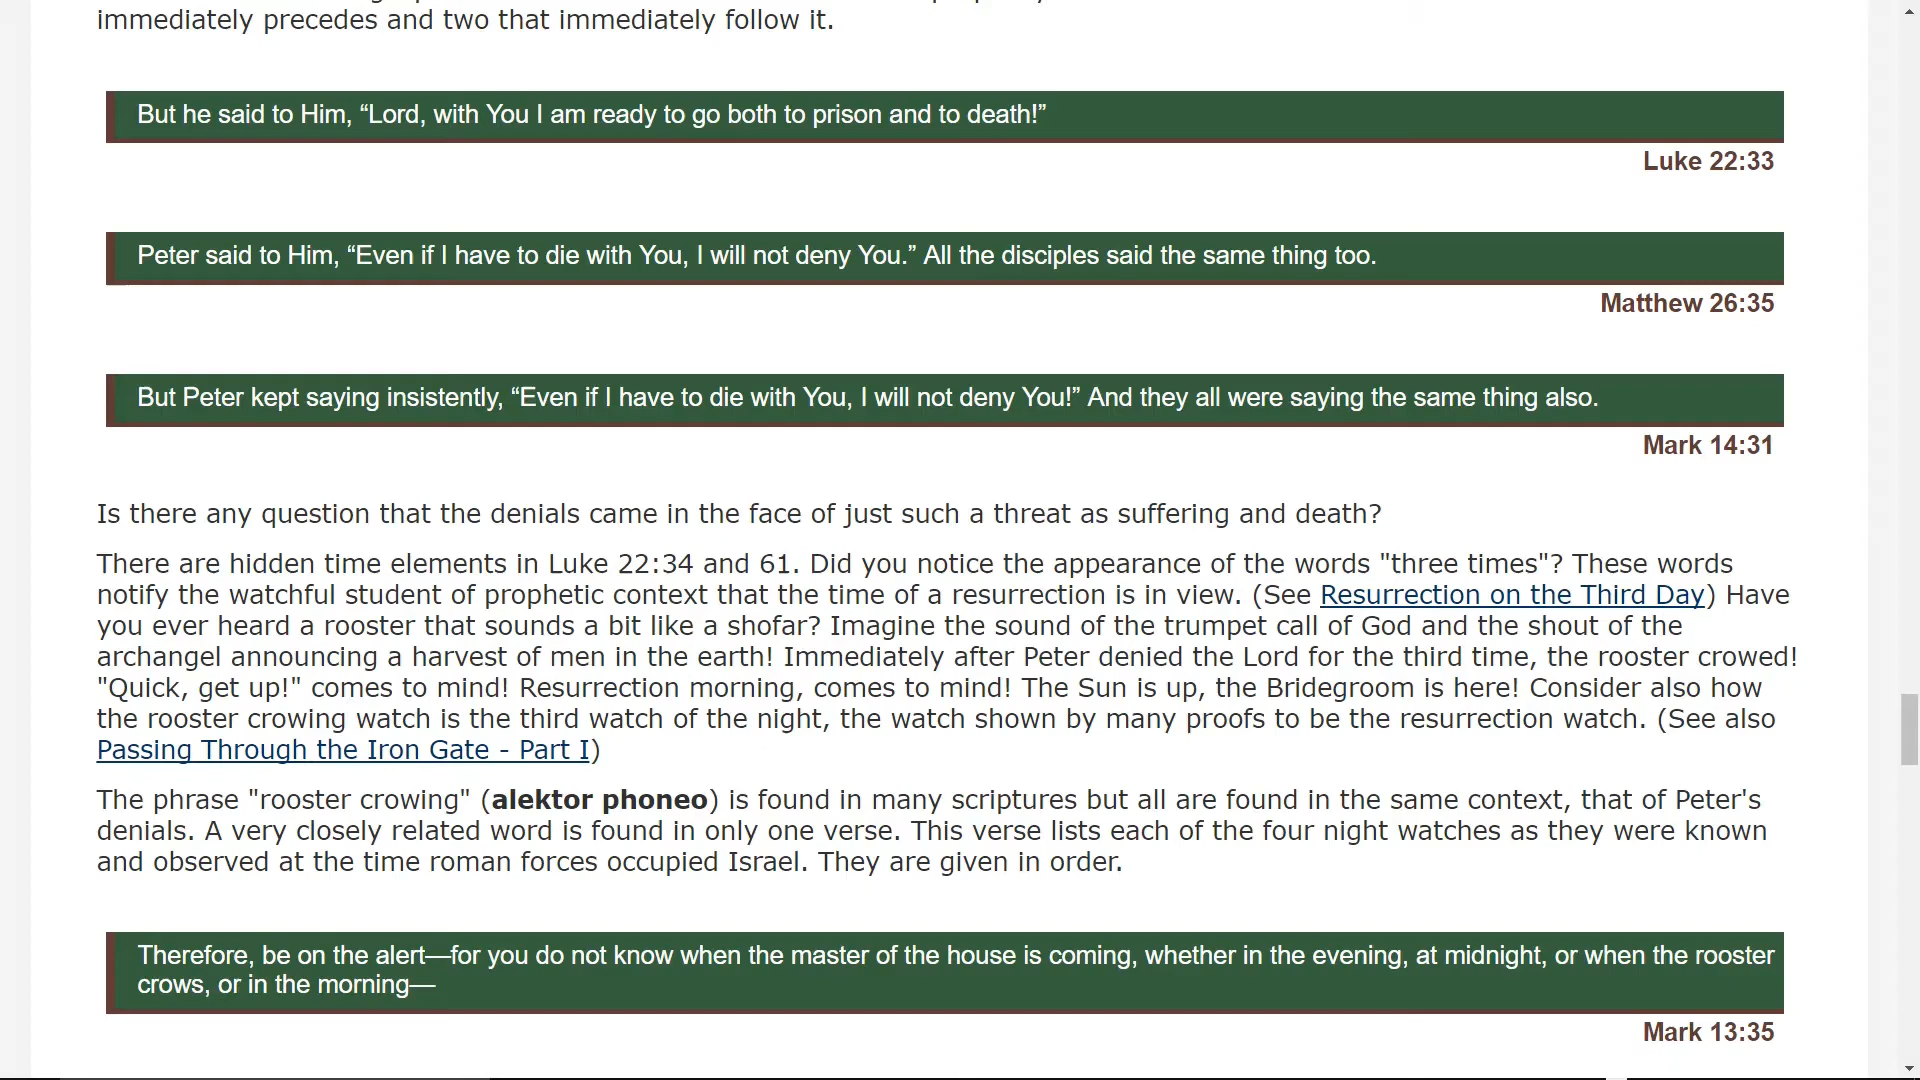 immediately precedes and two that immediately follow it.
But he said to Him, “Lord, with You I am ready to go both to prison and to death!”
Luke 22:33
Peter said to Him, “Even if I have to die with You, I will not deny You.” All the disciples said the same thing too.
Matthew 26:35
But Peter kept saying insistently, “Even if I have to die with You, I will not deny You!” And they all were saying the same thing also.
Mark 14:31
Is there any question that the denials came in the face of just such a threat as suffering and death?
There are hidden time elements in Luke 22:34 and 61. Did you notice the appearance of the words "three times"? These words
notify the watchful student of prophetic context that the time of a resurrection is in view. (See Resurrection on the Third Day) Have
you ever heard a rooster that sounds a bit like a shofar? Imagine the sound of the trumpet call of God and the shout of the
archangel announcing a harvest of men in the earth! Immediately after Peter denied the Lord for the third time, the rooster crowed!
"Quick, get up!" comes to mind! Resurrection morning, comes to mind! The Sun is up, the Bridegroom is here! Consider also how
the rooster crowing watch is the third watch of the night, the watch shown by many proofs to be the resurrection watch. (See also
Passing Through the Iron Gate - Part I)
The phrase "rooster crowing" (alektor phoneo) is found in many scriptures but all are found in the same context, that of Peter's
denials. A very closely related word is found in only one verse. This verse lists each of the four night watches as they were known
and observed at the time roman forces occupied Israel. They are given in order.
Therefore, be on the alert—for you do not know when the master of the house is coming, whether in the evening, at midnight, or when the rooster
crows, or in the morning—
Mark 13:35